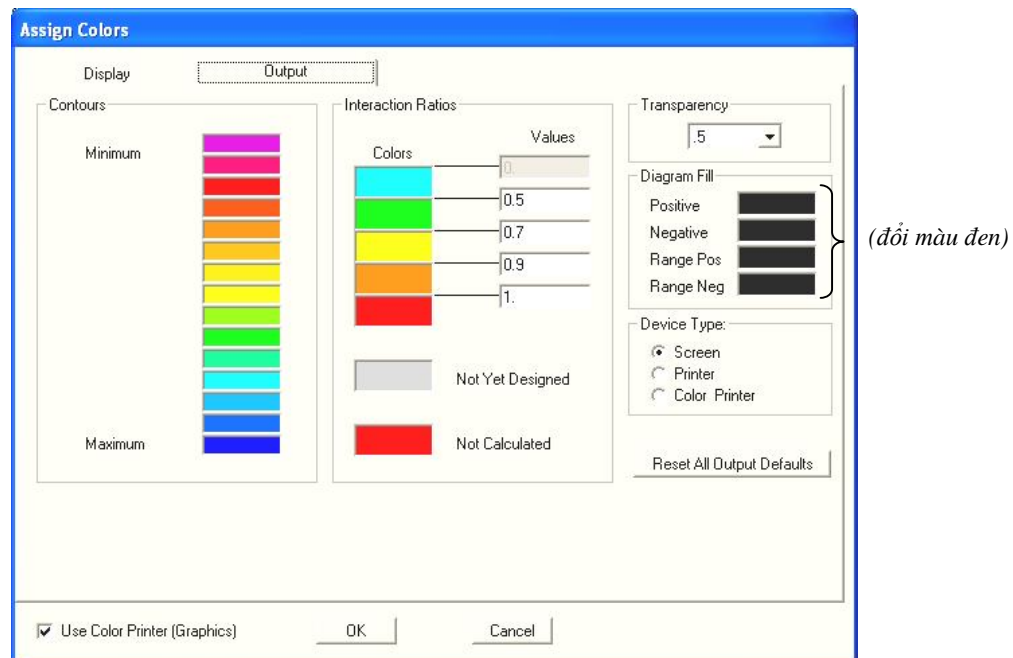 Assign Colors
Display
Output
Contours
Minimum
Maximum
Interaction Ratios
Colors
Values
0.
0.5
0.7
0.9
1.
Not Yet Designed
Not Calculated
Transparency
.5
Diagram Fill
Positive
Negative
Range Pos
Range Neg
(đổi màu đen)
Device Type:
Screen
Printer
Color Printer
Reset All Output Defaults
Use Color Printer (Graphics)
OK
Cancel